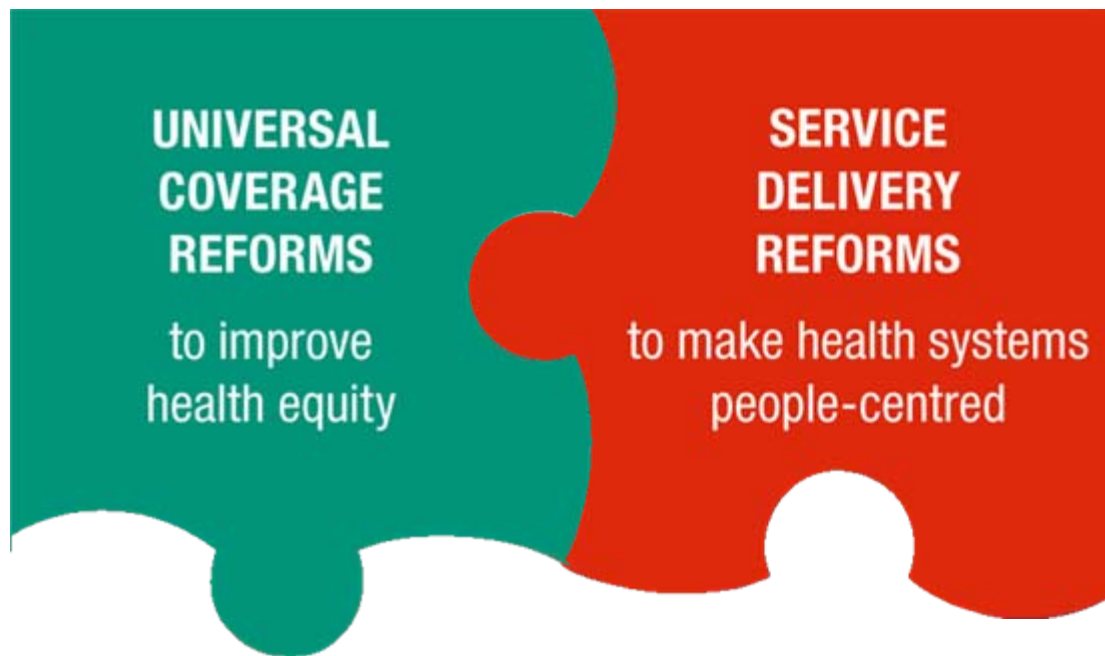 UNIVERSAL
COVERAGE
REFORMS
to improve
health equity
SERVICE
DELIVERY
REFORMS
to make health systems
people-centred